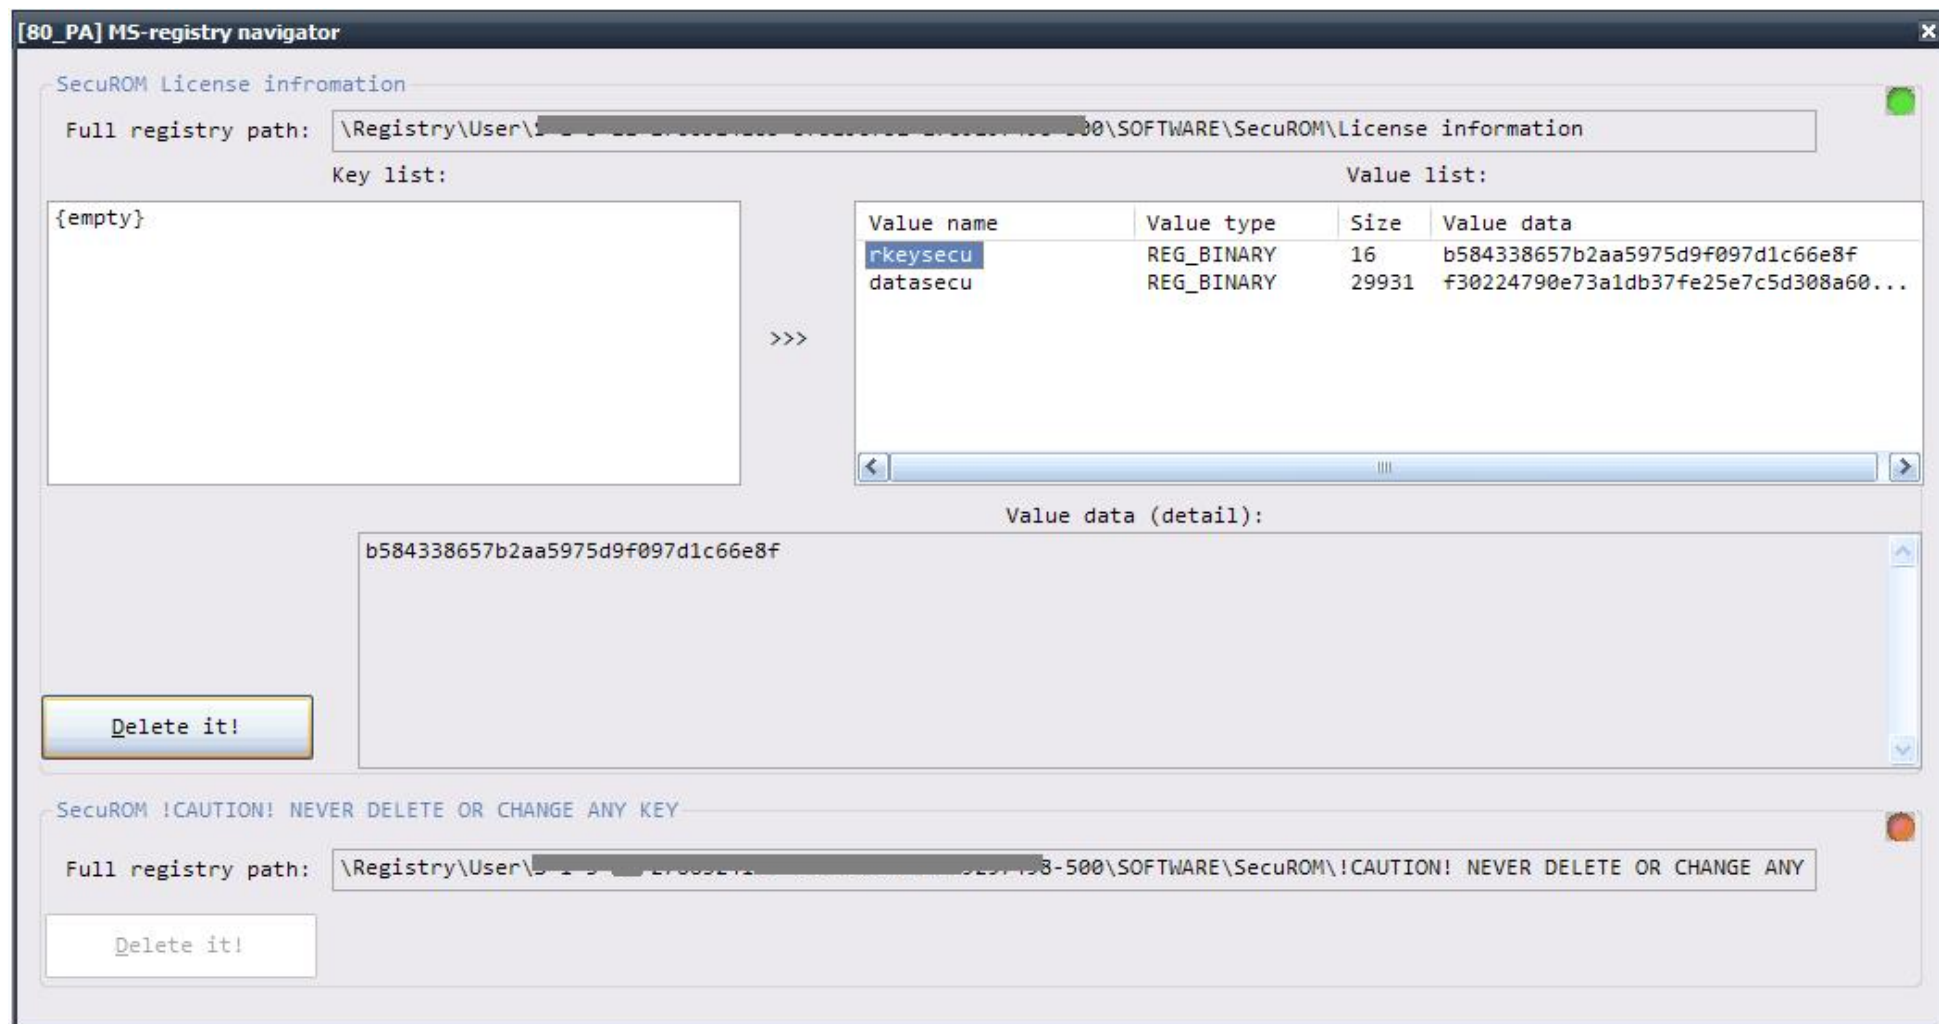 [80_PA] MS-registry navigator
SecuROM License infromation
Full registry path: \Registry\User\ 00\SOFTWARE\SecuROM\License information
Key list: Value list:
{empty}
Value name Value type Size Value data
rkeysecu REG_BINARY 16 b584338657b2aa5975d9f097d1c66e8f
datasecu REG_BINARY 29931 f30224790e73a1db37fe25e7c5d308a60...
>>>
Value data (detail):
b584338657b2aa5975d9f097d1c66e8f
Delete it!
SecuROM !CAUTION! NEVER DELETE OR CHANGE ANY KEY
Full registry path: \Registry\User\ 8-500\SOFTWARE\SecuROM\!CAUTION! NEVER DELETE OR CHANGE ANY
Delete it!